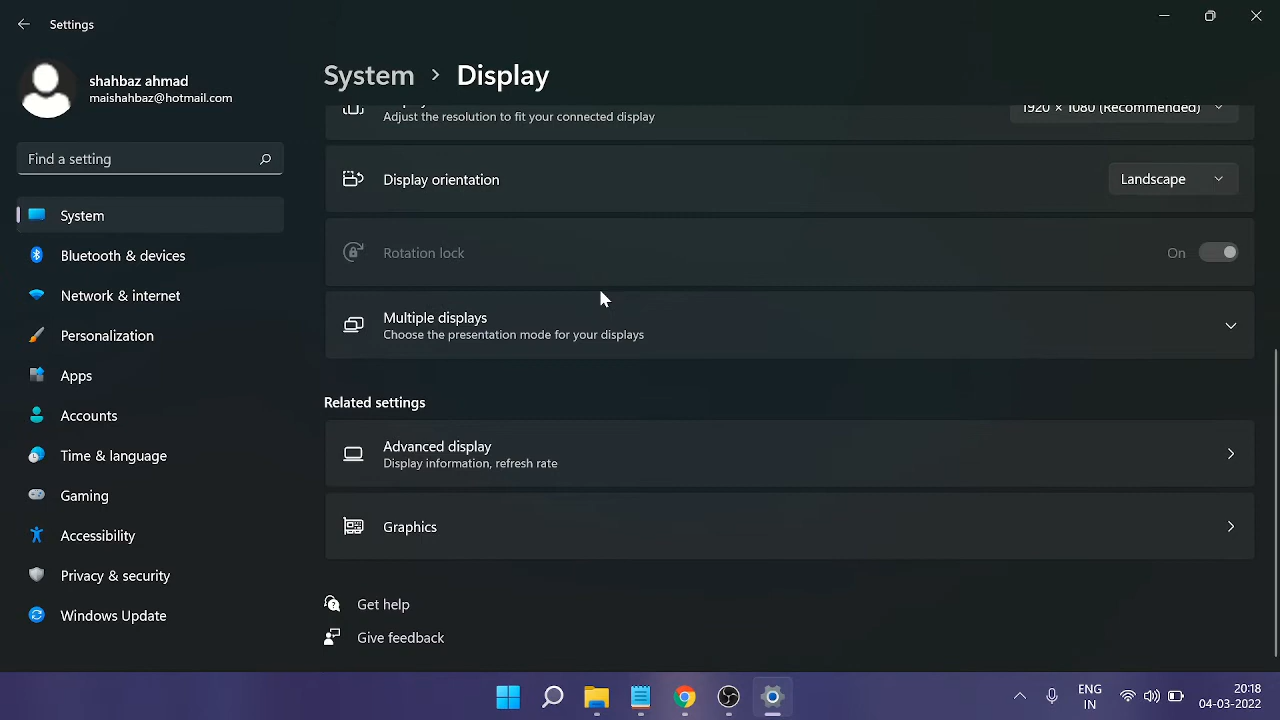 Settings
shahbaz ahmad
maishahbaz@hotmail.com
Find a setting
System
Bluetooth & devices
Network & internet
Personalization
Apps
Accounts
Time & language
Gaming
Accessibility
Privacy & security
Windows Update
System > Display
1920 × 1080 (Recommended)
Adjust the resolution to fit your connected display
Display orientation
Landscape
Rotation lock
On
Multiple displays
Choose the presentation mode for your displays
Related settings
Advanced display
Display information, refresh rate
Graphics
Get help
Give feedback
ENG
IN
20:18
04-03-2022